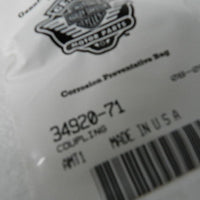 MOTOR PARTS
Corrosion Preventative Bag
34920-71
COUPLING
AMT1
MADE IN U S A